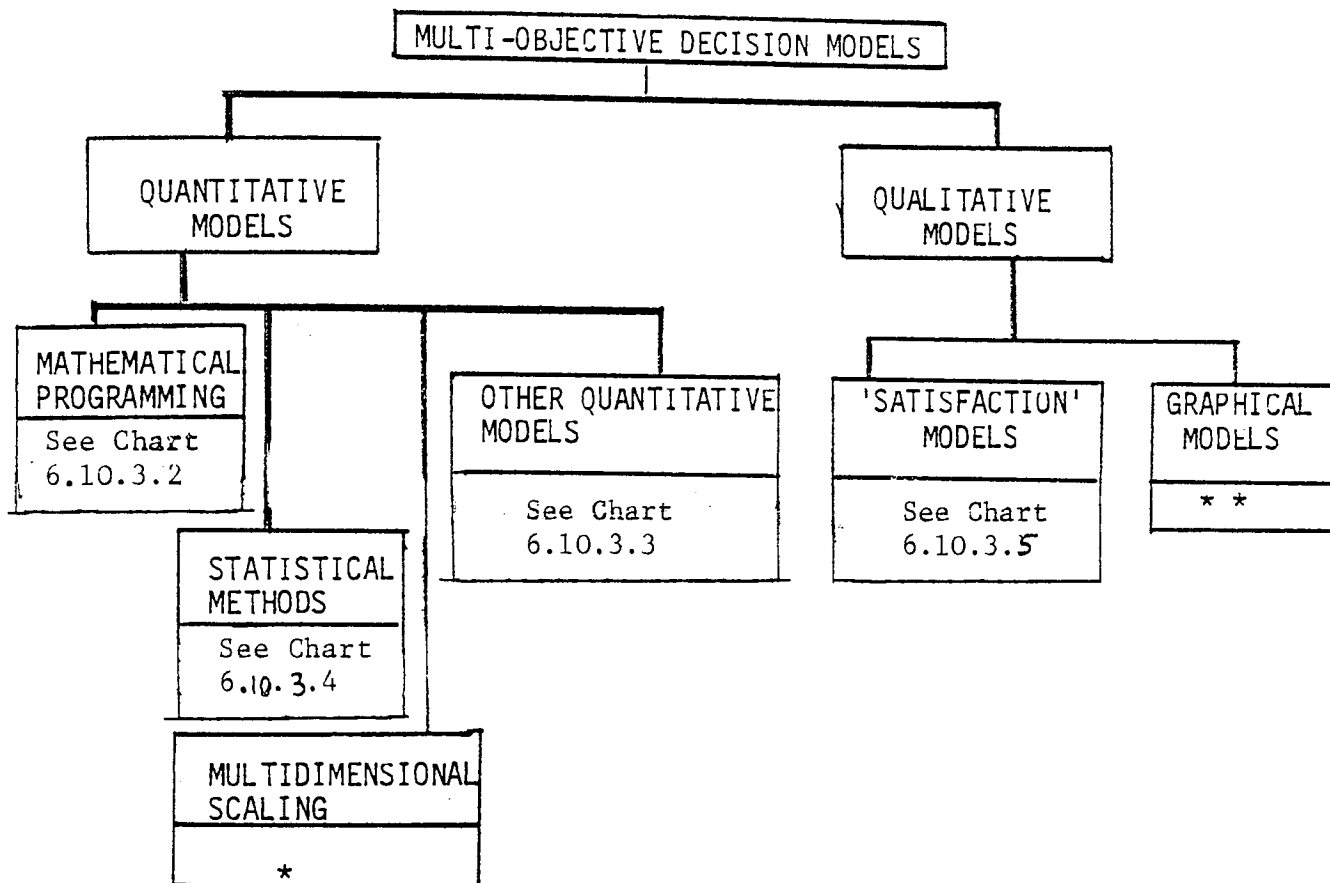 MULTI-OBJECTIVE DECISION MODELS
QUANTITATIVE
MODELS
QUALITATIVE
MODELS
MATHEMATICAL
PROGRAMMING
See Chart
6.10.3.2
STATISTICAL
METHODS
See Chart
6.10.3.4
MULTIDIMENSIONAL
SCALING
*
OTHER QUANTITATIVE
MODELS
See Chart
6.10.3.3
'SATISFACTION'
MODELS
See Chart
6.10.3.5
GRAPHICAL
MODELS
* *